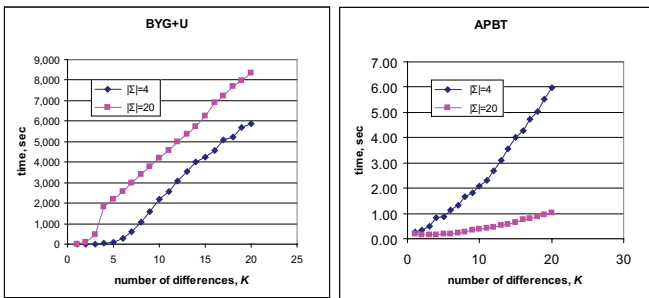 BYG+U
9,000
8,000
7,000
6,000
5,000
4,000
3,000
2,000
1,000
0
time, sec
|Σ|=4
|Σ|=20
0 5 10 15 20 25
number of differences, K
APBT
7.00
6.00
5.00
4.00
3.00
2.00
1.00
0.00
time, sec
|Σ|=4
|Σ|=20
0 10 20 30
number of differences, K